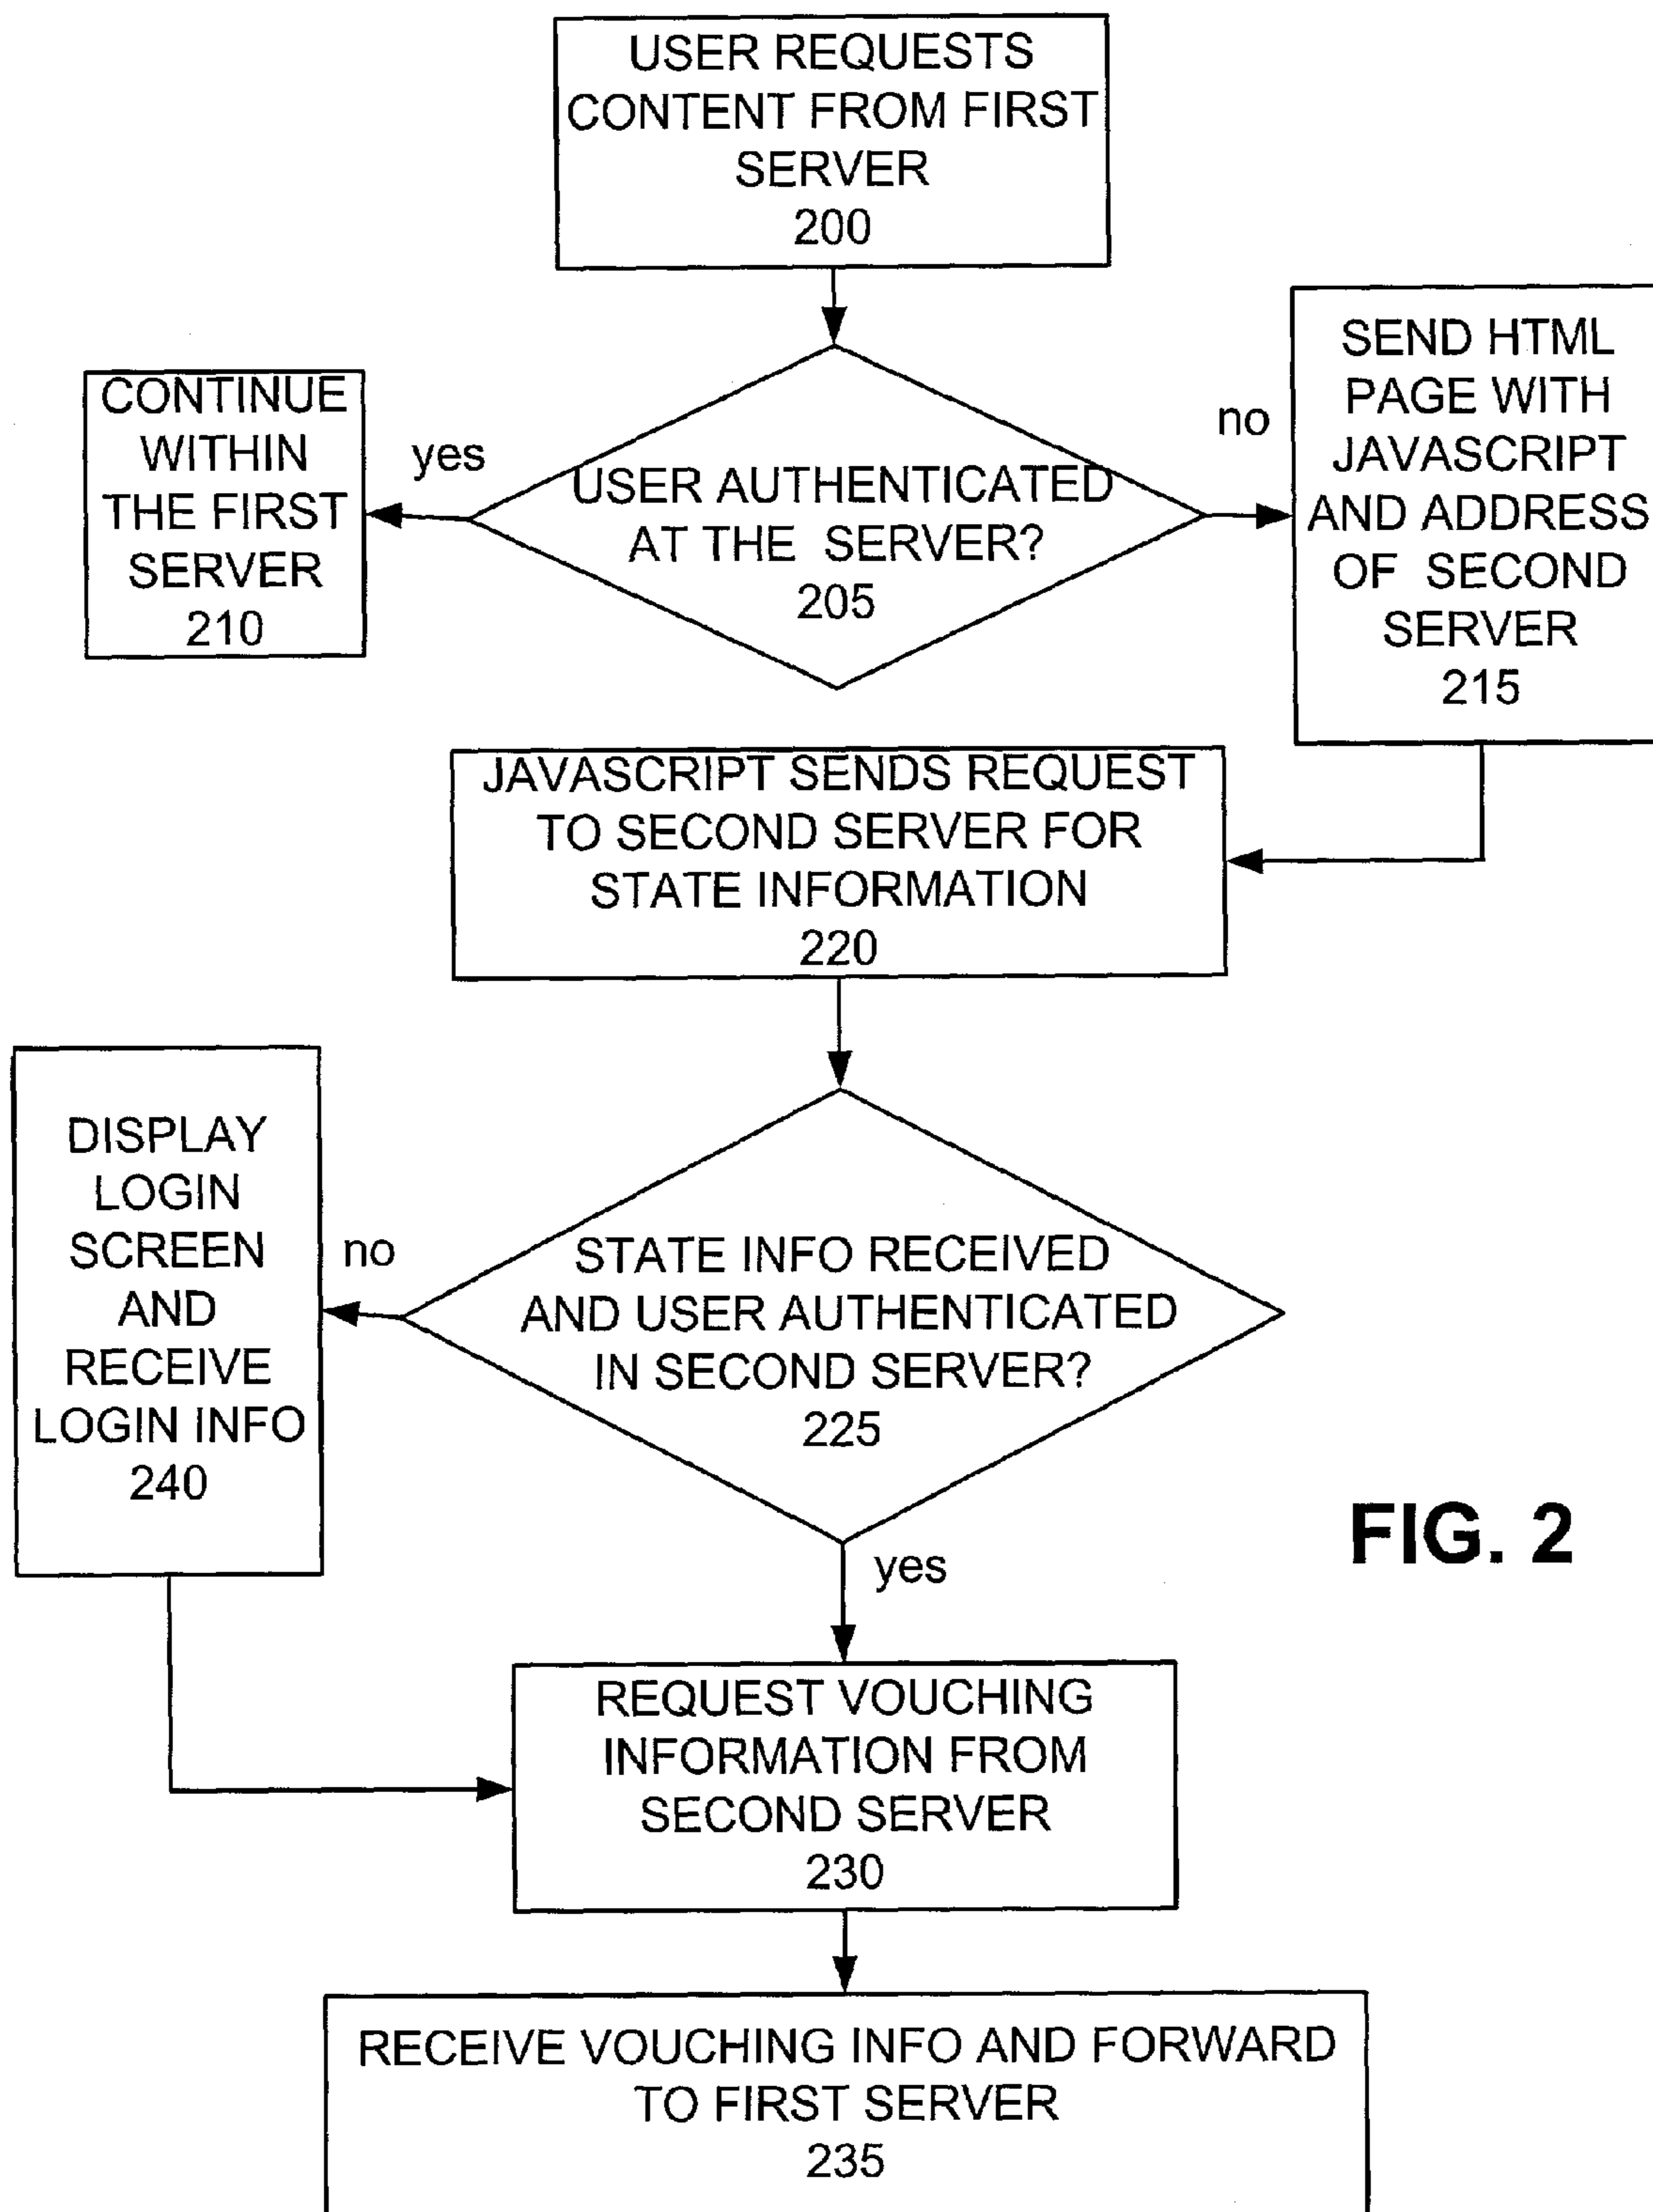 USER REQUESTS
CONTENT FROM FIRST
SERVER
200
CONTINUE
WITHIN
THE FIRST
SERVER
210
yes
USER AUTHENTICATED
AT THE SERVER?
205
no
SEND HTML
PAGE WITH
JAVASCRIPT
AND ADDRESS
OF SECOND
SERVER
215
JAVASCRIPT SENDS REQUEST
TO SECOND SERVER FOR
STATE INFORMATION
220
DISPLAY
LOGIN
SCREEN
AND
RECEIVE
LOGIN INFO
240
no
STATE INFO RECEIVED
AND USER AUTHENTICATED
IN SECOND SERVER?
225
yes
FIG. 2
REQUEST VOUCHING
INFORMATION FROM
SECOND SERVER
230
RECEIVE VOUCHING INFO AND FORWARD
TO FIRST SERVER
235